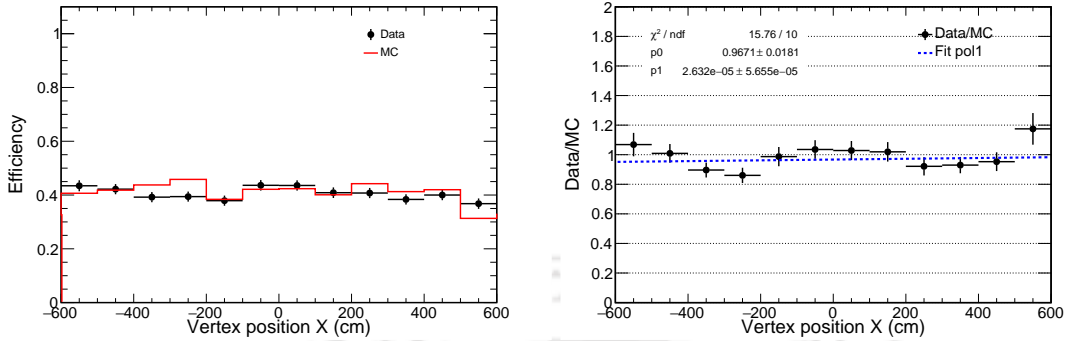 1
0.8
0.6
0.4
0.2
0
Efficiency
Data
MC
−600 −400 −200 0 200 400 600
Vertex position X (cm)
2
1.8
1.6
1.4
1.2
1
0.8
0.6
0.4
0.2
0
Data/MC
χ² / ndf 15.76 / 10
p0 0.9671± 0.0181
p1 2.632e−05 ± 5.655e−05
Data/MC
Fit pol1
−600 −400 −200 0 200 400 600
Vertex position X (cm)